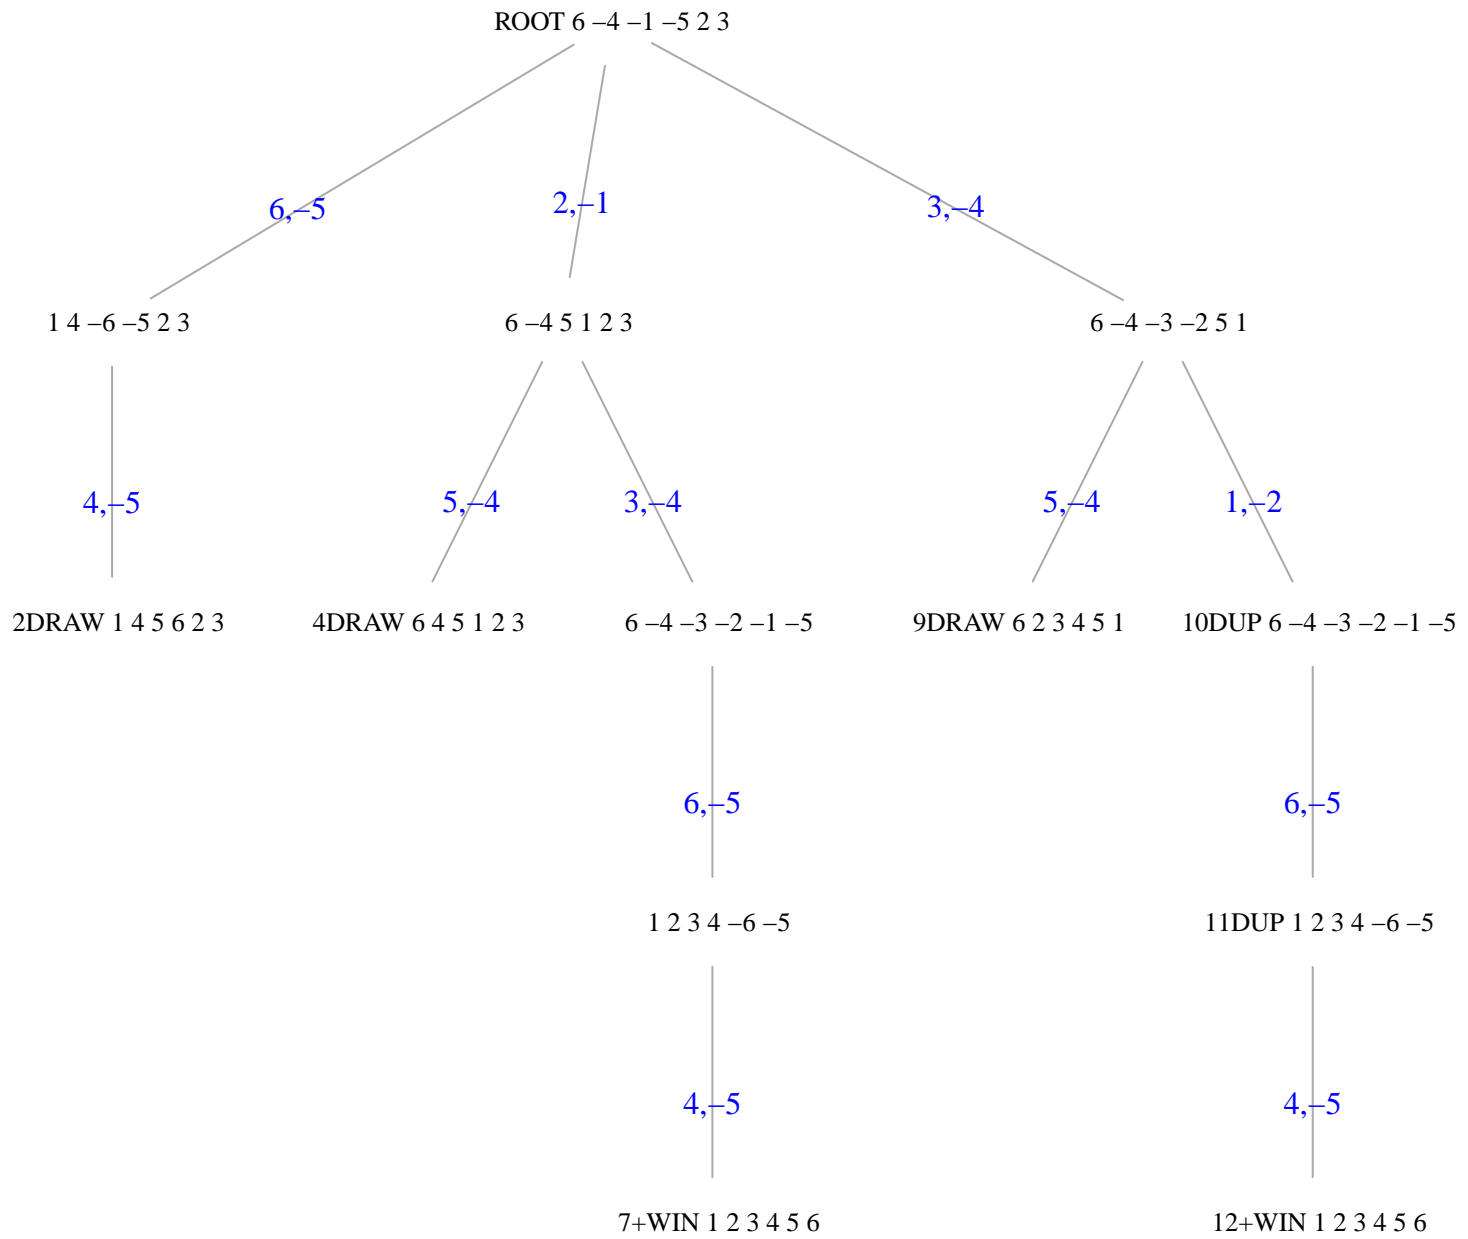 ROOT 6 –4 –1 –5 2 3
6,–5
2,–1
3,–4
1 4 –6 –5 2 3
6 –4 5 1 2 3
6 –4 –3 –2 5 1
4,–5
5,–4
3,–4
5,–4
1,–2
2DRAW 1 4 5 6 2 3
4DRAW 6 4 5 1 2 3
6 –4 –3 –2 –1 –5
9DRAW 6 2 3 4 5 1
10DUP 6 –4 –3 –2 –1 –5
6,–5
6,–5
1 2 3 4 –6 –5
11DUP 1 2 3 4 –6 –5
4,–5
4,–5
7+WIN 1 2 3 4 5 6
12+WIN 1 2 3 4 5 6